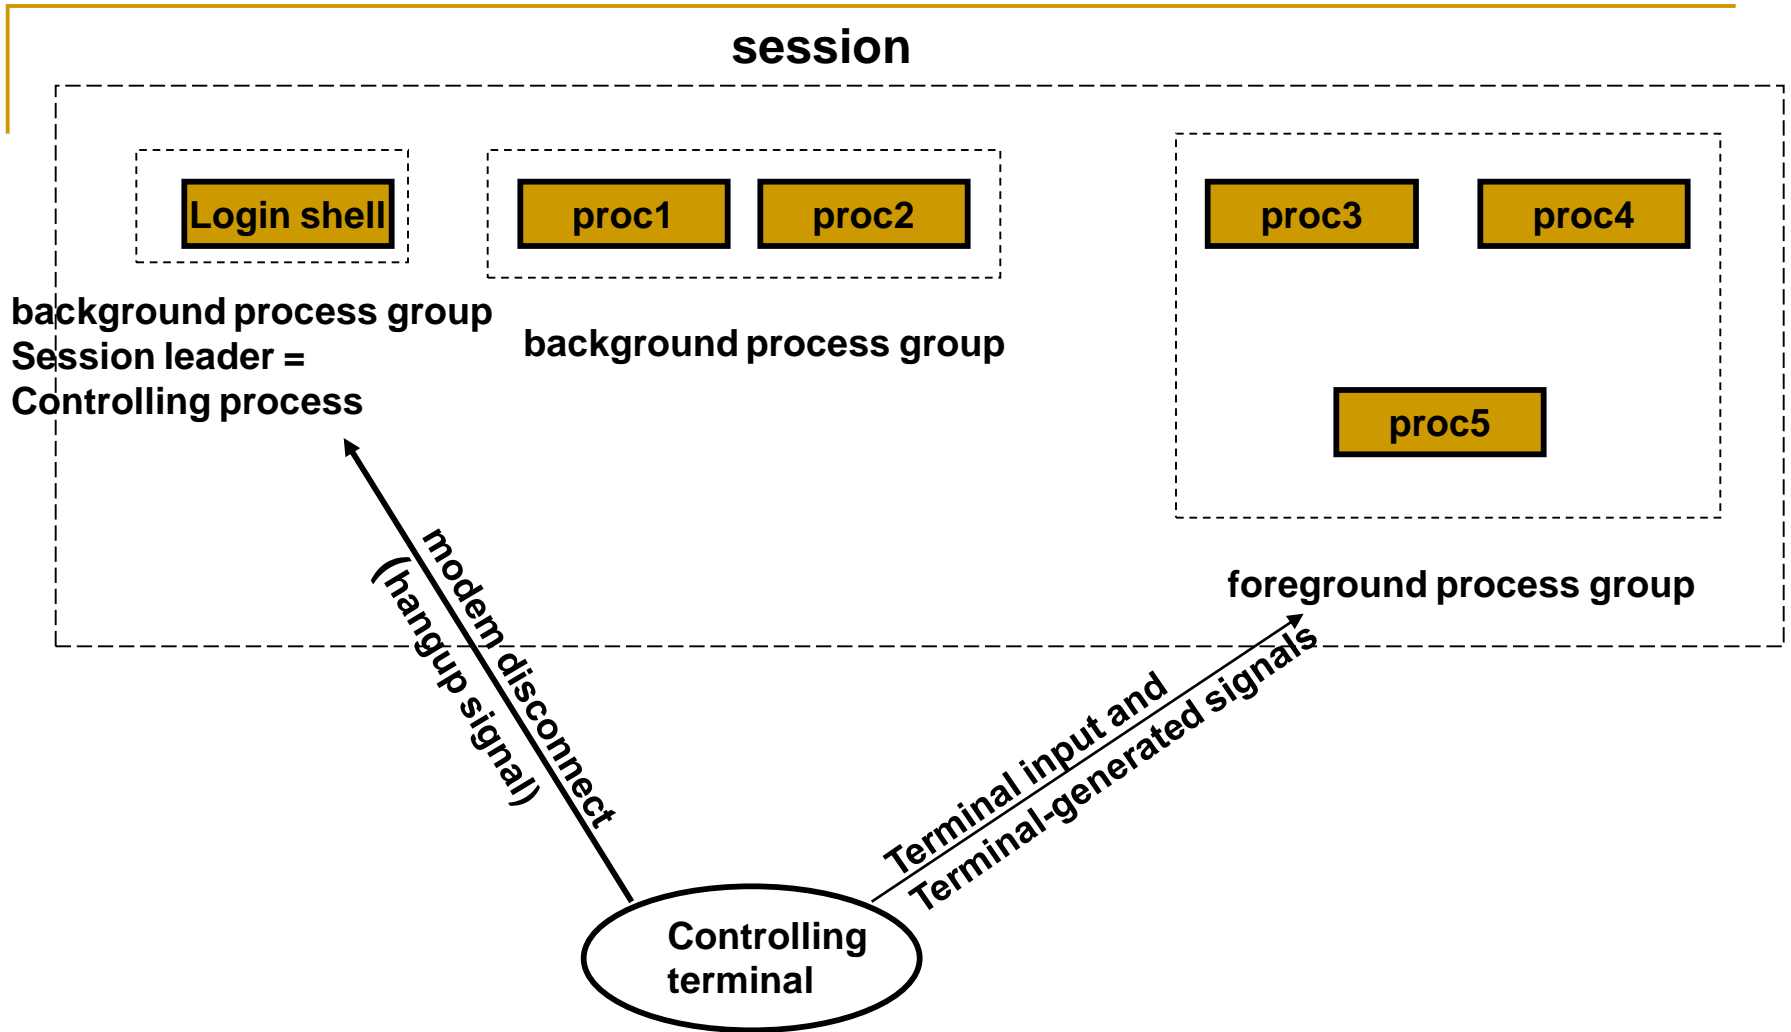 session
Login shell
proc1
proc2
proc3
proc4
background process group
Session leader =
Controlling process
background process group
proc5
foreground process group
modem disconnect
(hangup signal)
Terminal input and
Terminal-generated signals
Controlling
terminal